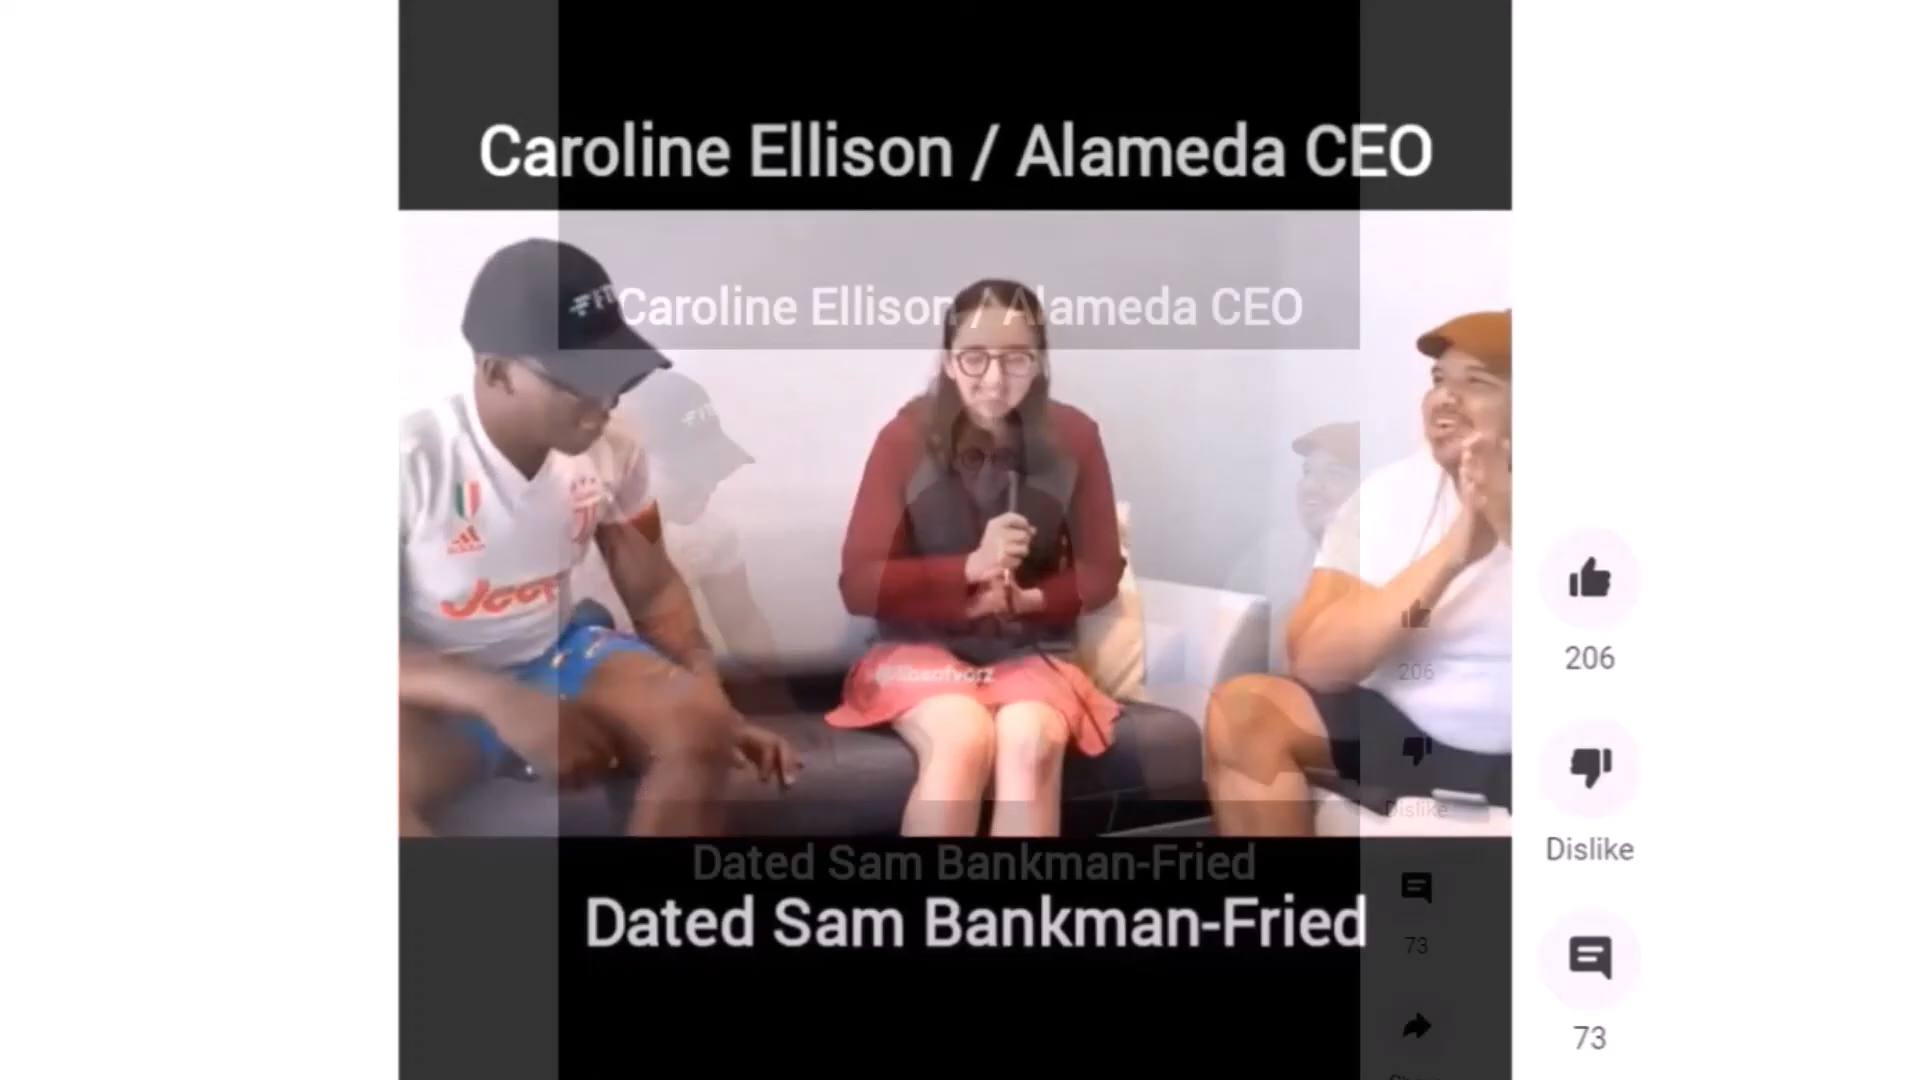 Caroline Ellison / Alameda CEO
Caroline Ellison / Alameda CEO
Jeep
206
206
Dislike
Dislike
Dated Sam Bankman-Fried
Dated Sam Bankman-Fried
73
73